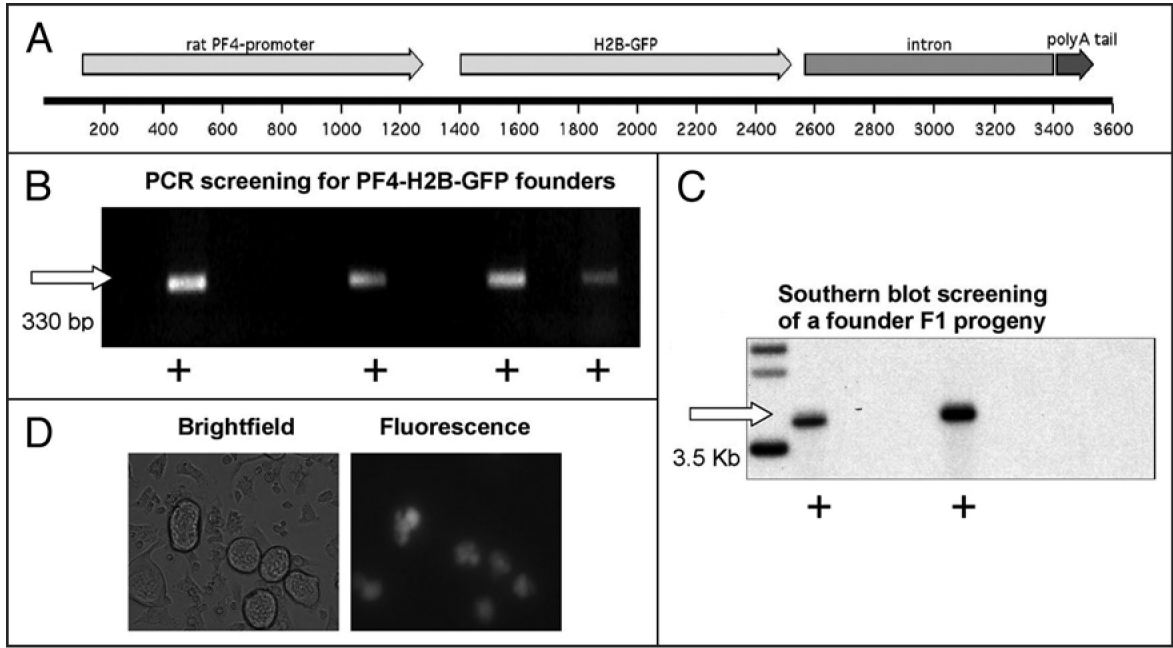 A
rat PF4-promoter
H2B-GFP
intron
polyA tail
200 400 600 800 1000 1200 1400 1600 1800 2000 2200 2400 2600 2800 3000 3200 3400 3600
B
PCR screening for PF4-H2B-GFP founders
330 bp
+ + + +
C
Southern blot screening
of a founder F1 progeny
3.5 Kb
+ +
D
Brightfield
Fluorescence